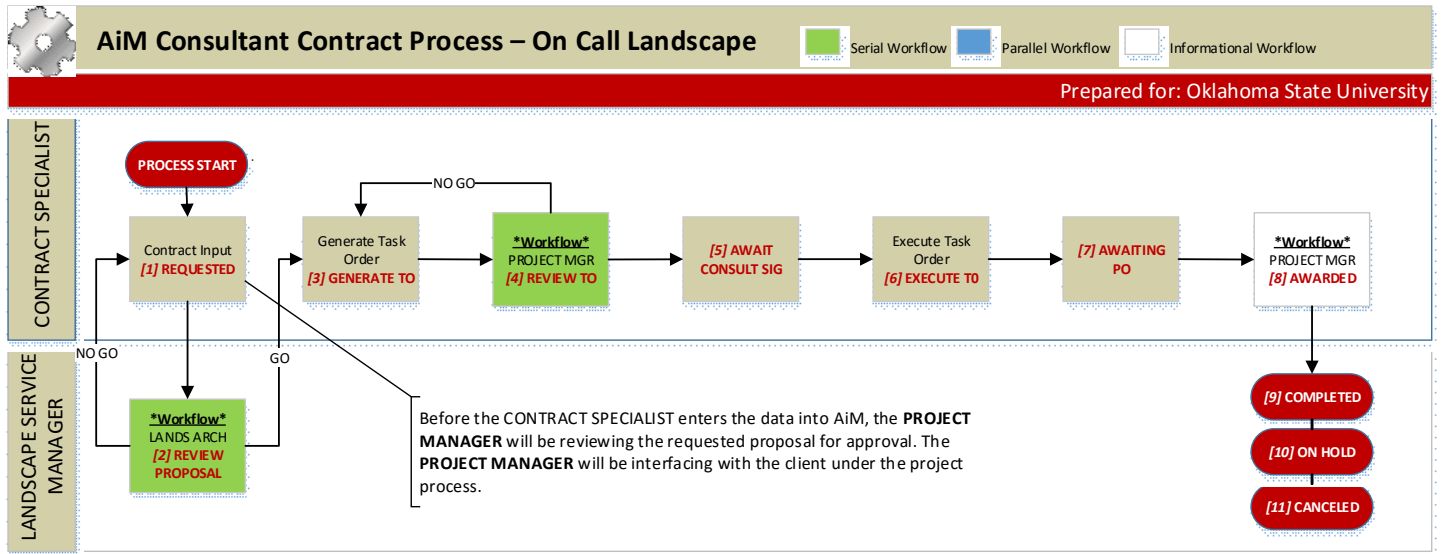 AiM Consultant Contract Process – On Call Landscape
Serial Workflow
Parallel Workflow
Informational Workflow
Prepared for: Oklahoma State University
CONTRACT SPECIALIST
PROCESS START
Contract Input
[1] REQUESTED
Generate Task
Order
[3] GENERATE TO
NO GO
*Workflow*
PROJECT MGR
[4] REVIEW TO
[5] AWAIT
CONSULT SIG
Execute Task
Order
[6] EXECUTE T0
[7] AWAITING
PO
*Workflow*
PROJECT MGR
[8] AWARDED
NO GO
GO
LANDSCAPE SERVICE
MANAGER
*Workflow*
LANDS ARCH
[2] REVIEW
PROPOSAL
Before the CONTRACT SPECIALIST enters the data into AiM, the PROJECT
MANAGER will be reviewing the requested proposal for approval. The
PROJECT MANAGER will be interfacing with the client under the project
process.
[9] COMPLETED
[10] ON HOLD
[11] CANCELED